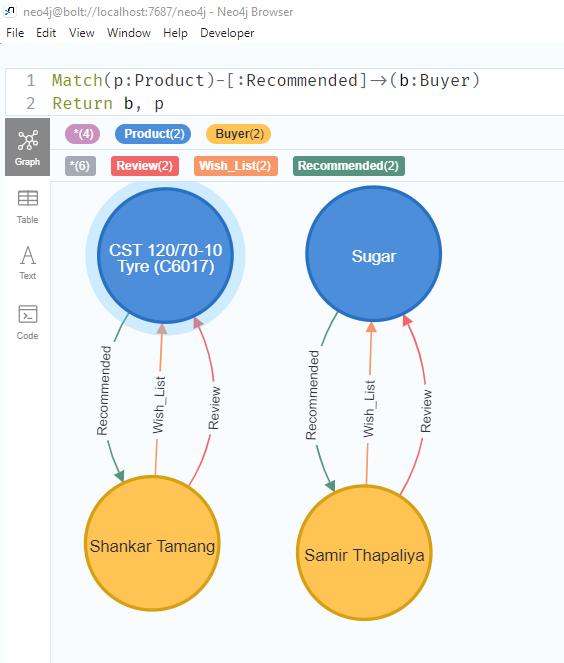 neo4j@bolt://localhost:7687/neo4j - Neo4j Browser
File Edit View Window Help Developer
1 Match(p:Product)-[:Recommended]->(b:Buyer)
2 Return b, p
*(4) Product(2) Buyer(2)
*(6) Review(2) Wish_List(2) Recommended(2)
Graph
Table
Text
Code
CST 120/70-10
Tyre (C6017)
Sugar
Recommended
Wish_List
Review
Recommended
Wish_List
Review
Shankar Tamang
Samir Thapaliya